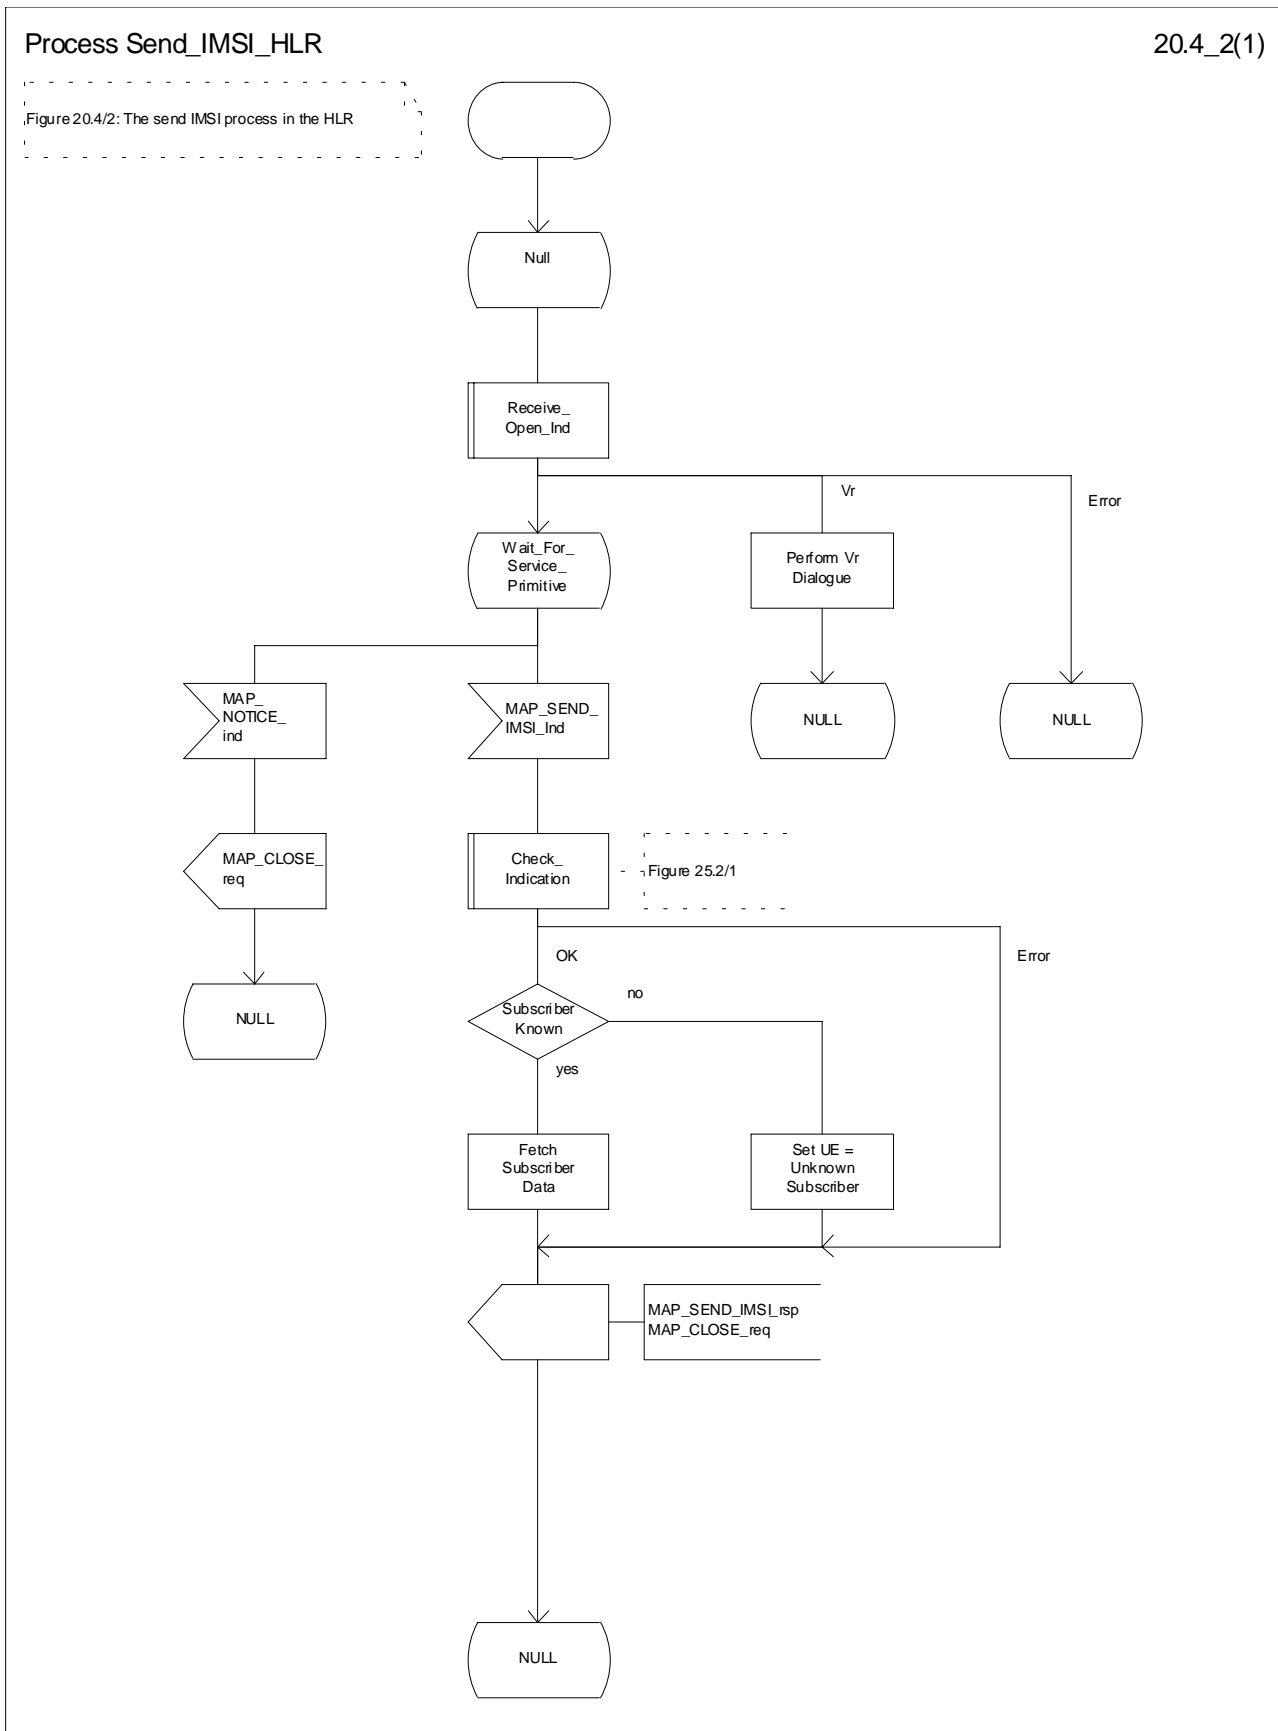 Process Send_IMSI_HLR
20.4_2(1)
Figure 20.4/2: The send IMSI process in the HLR
Null
Receive_
Open_Ind
Vr
Error
Wait_For_
Service_
Primitive
Perform Vr
Dialogue
MAP_
NOTICE_
ind
MAP_SEND_
IMSI_Ind
NULL
NULL
MAP_CLOSE_
req
Check_
Indication
Figure 25.2/1
OK
Error
NULL
Subscriber
Known
no
yes
Fetch
Subscriber
Data
Set UE =
Unknown
Subscriber
MAP_SEND_IMSI_rsp
MAP_CLOSE_req
NULL